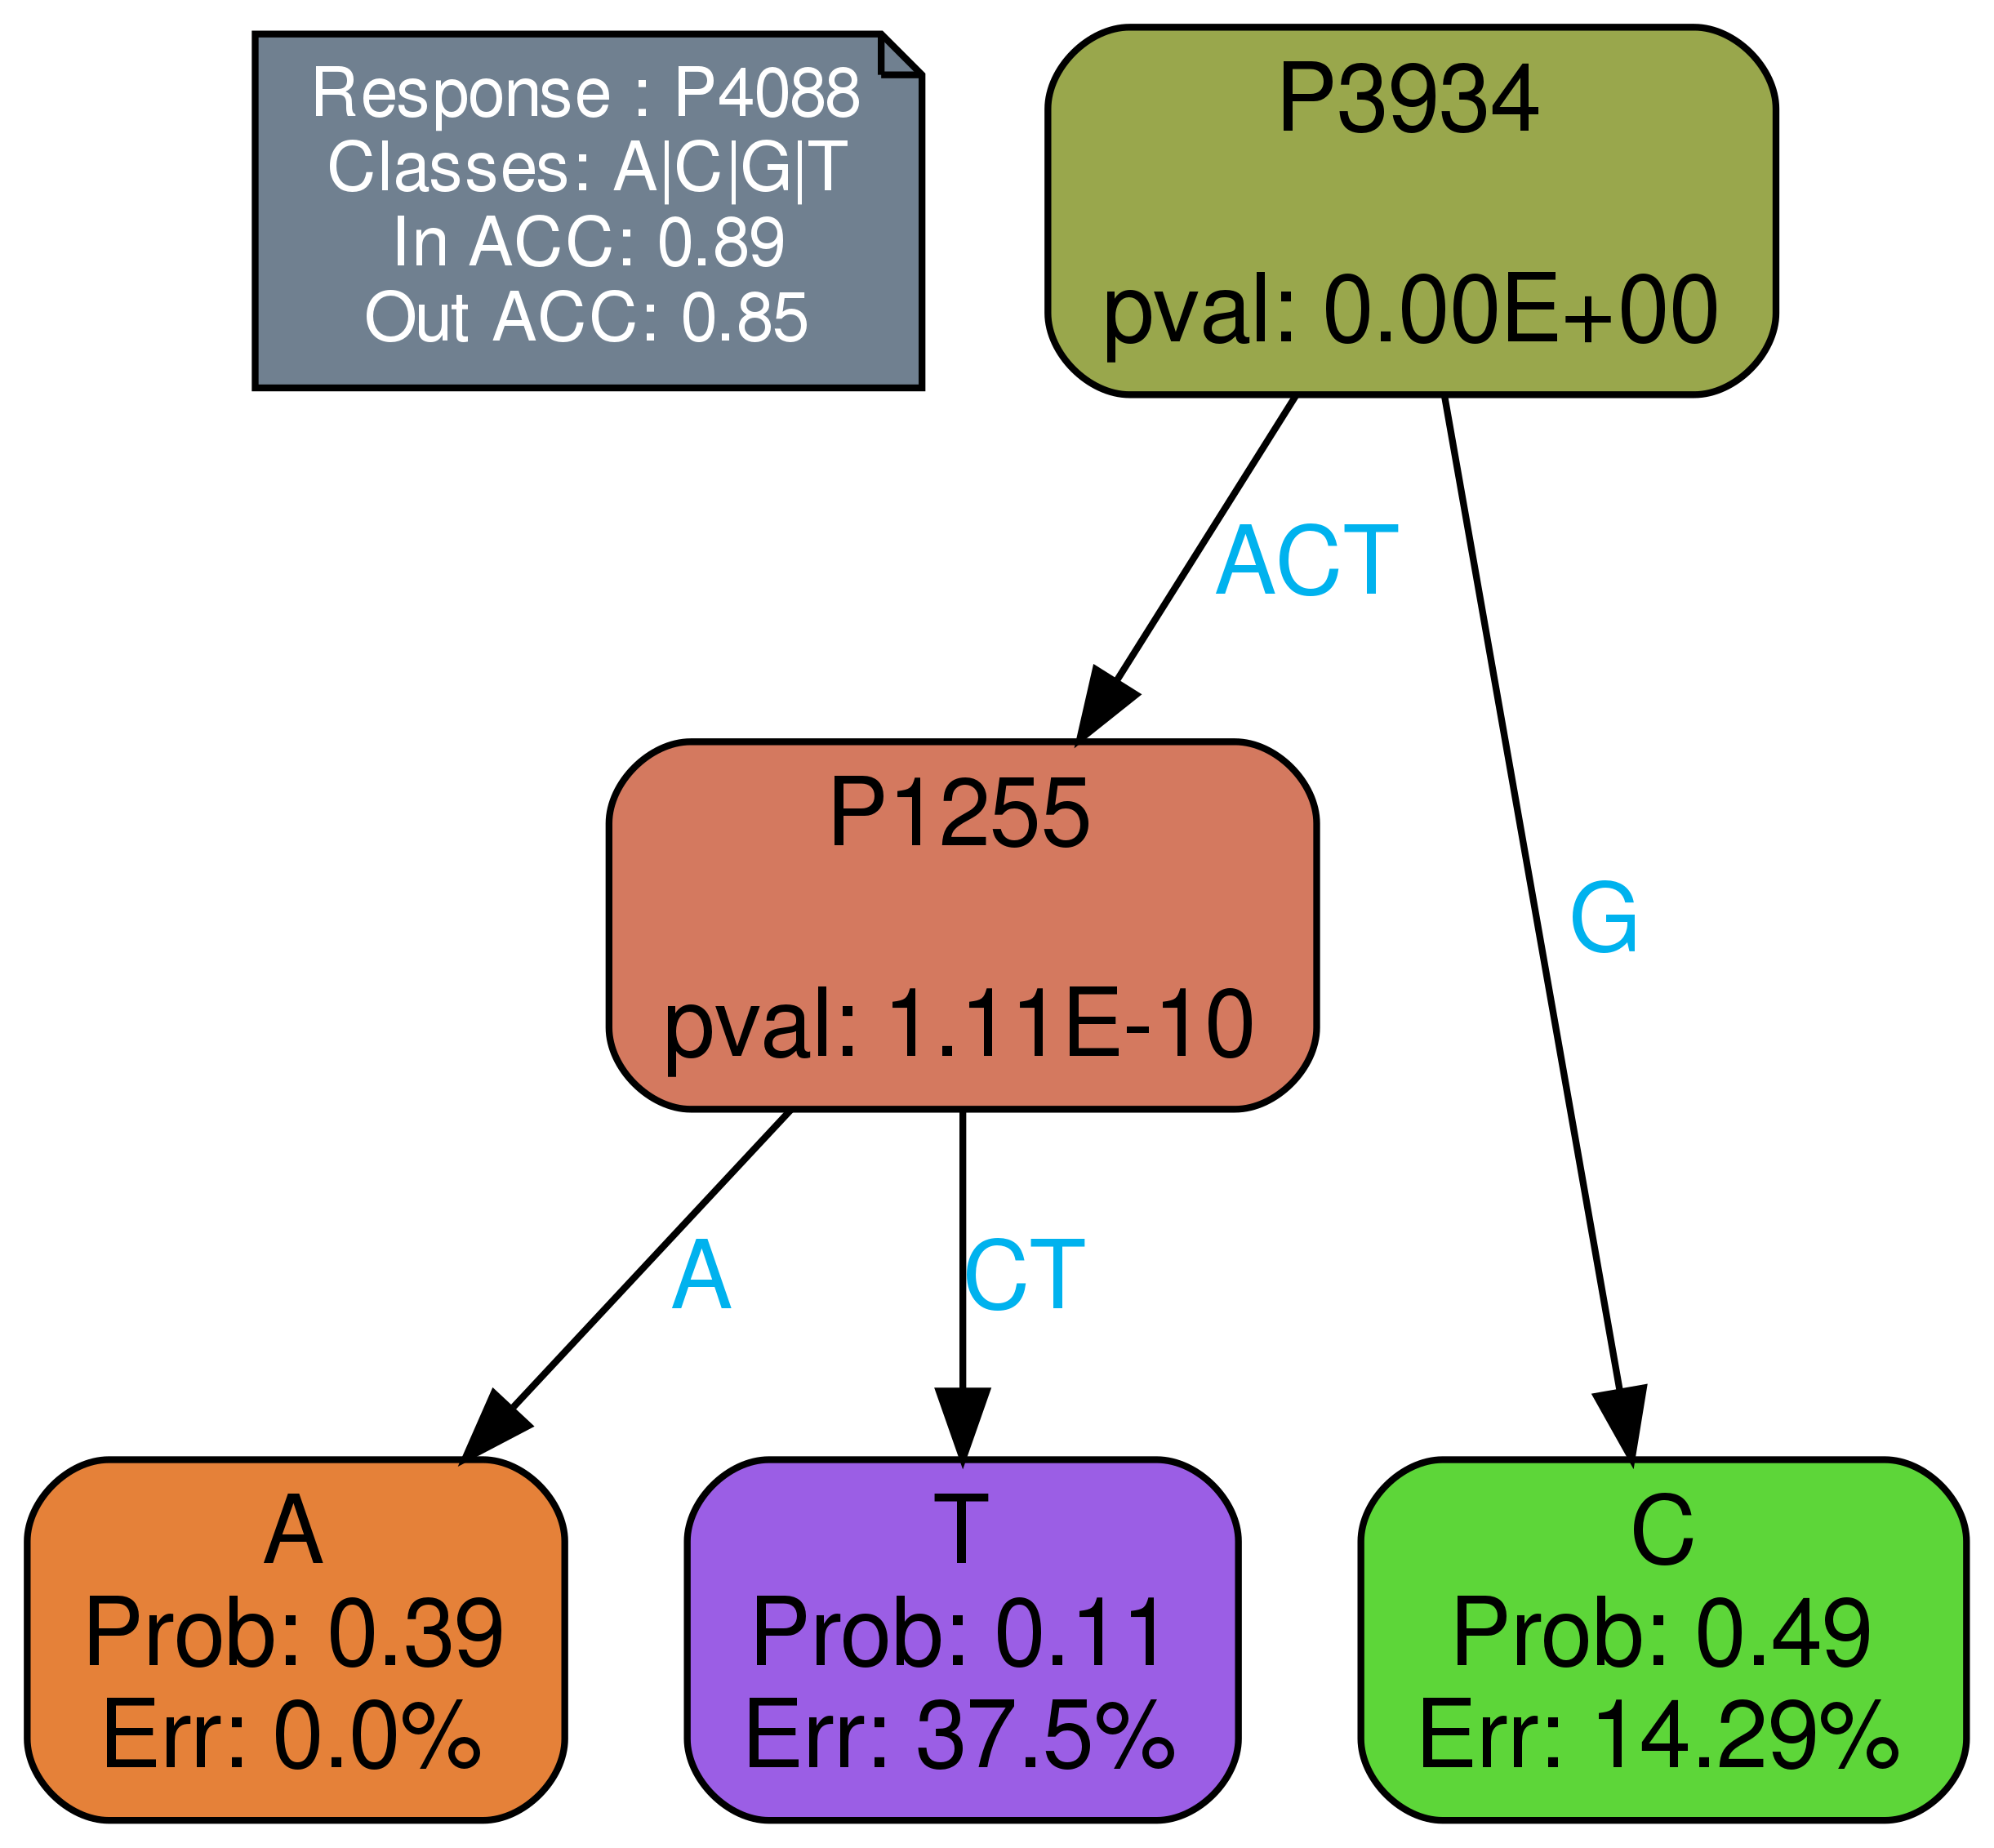 Response : P4088
Classes: A|C|G|T
In ACC: 0.89
Out ACC: 0.85
P3934
pval: 0.00E+00
ACT
G
P1255
pval: 1.11E-10
A
CT
A
Prob: 0.39
Err: 0.0%
T
Prob: 0.11
Err: 37.5%
C
Prob: 0.49
Err: 14.29%